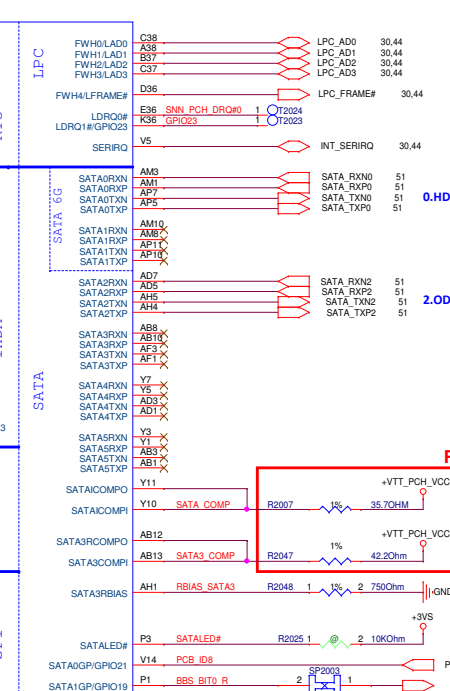 LPC
FWH0/LAD0 C38 LPC_AD0 30,44
FWH1/LAD1 A38 LPC_AD1 30,44
FWH2/LAD2 B37 LPC_AD2 30,44
FWH3/LAD3 C37 LPC_AD3 30,44
FWH4/LFRAME# D36 LPC_FRAME# 30,44
LDRQ0# E36 SNN_PCH_DRQ#0 1 T2024
LDRQ1#/GPIO23 K36 GPIO23 1 T2023
SERIRQ V5 INT_SERIRQ 30,44
SATA 6G
SATA0RXN AM3 SATA_RXN0 51
SATA0RXP AM1 SATA_RXP0 51
SATA0TXN AP7 SATA_TXN0 51 0.HD
SATA0TXP AP5 SATA_TXP0 51
SATA1RXN AM10
SATA1RXP AM8
SATA1TXN AP11
SATA1TXP AP10
SATA2RXN AD7 SATA_RXN2 51
SATA2RXP AD5 SATA_RXP2 51
SATA2TXN AH5 SATA_TXN2 51 2.OD
SATA2TXP AH4 SATA_TXP2 51
SATA
SATA3RXN AB8
SATA3RXP AB10
SATA3TXN AF3
SATA3TXP AF1
SATA4RXN Y7
SATA4RXP Y5
SATA4TXN AD3
SATA4TXP AD1
SATA5RXN Y3
SATA5RXP Y1
SATA5TXN AB3
SATA5TXP AB1
3
SATAICOMPO Y11
+VTT_PCH_VCC
SATAICOMPI Y10 SATA_COMP R2007 1% 35.7OHM
SATA3RCOMPO AB12
+VTT_PCH_VCC
SATA3COMPI AB13 SATA3_COMP R2047 1% 42.2Ohm
SATA3RBIAS AH1 RBIAS_SATA3 R2048 1 1% 2 750Ohm GND
+3VS
SATALED# P3 SATALED# R2025 1 @ 2 10KOhm
SATA0GP/GPIO21 V14 PCB_ID8 P
SP2003
SATA1GP/GPIO19 P1 BBS_BIT0_R 2 1